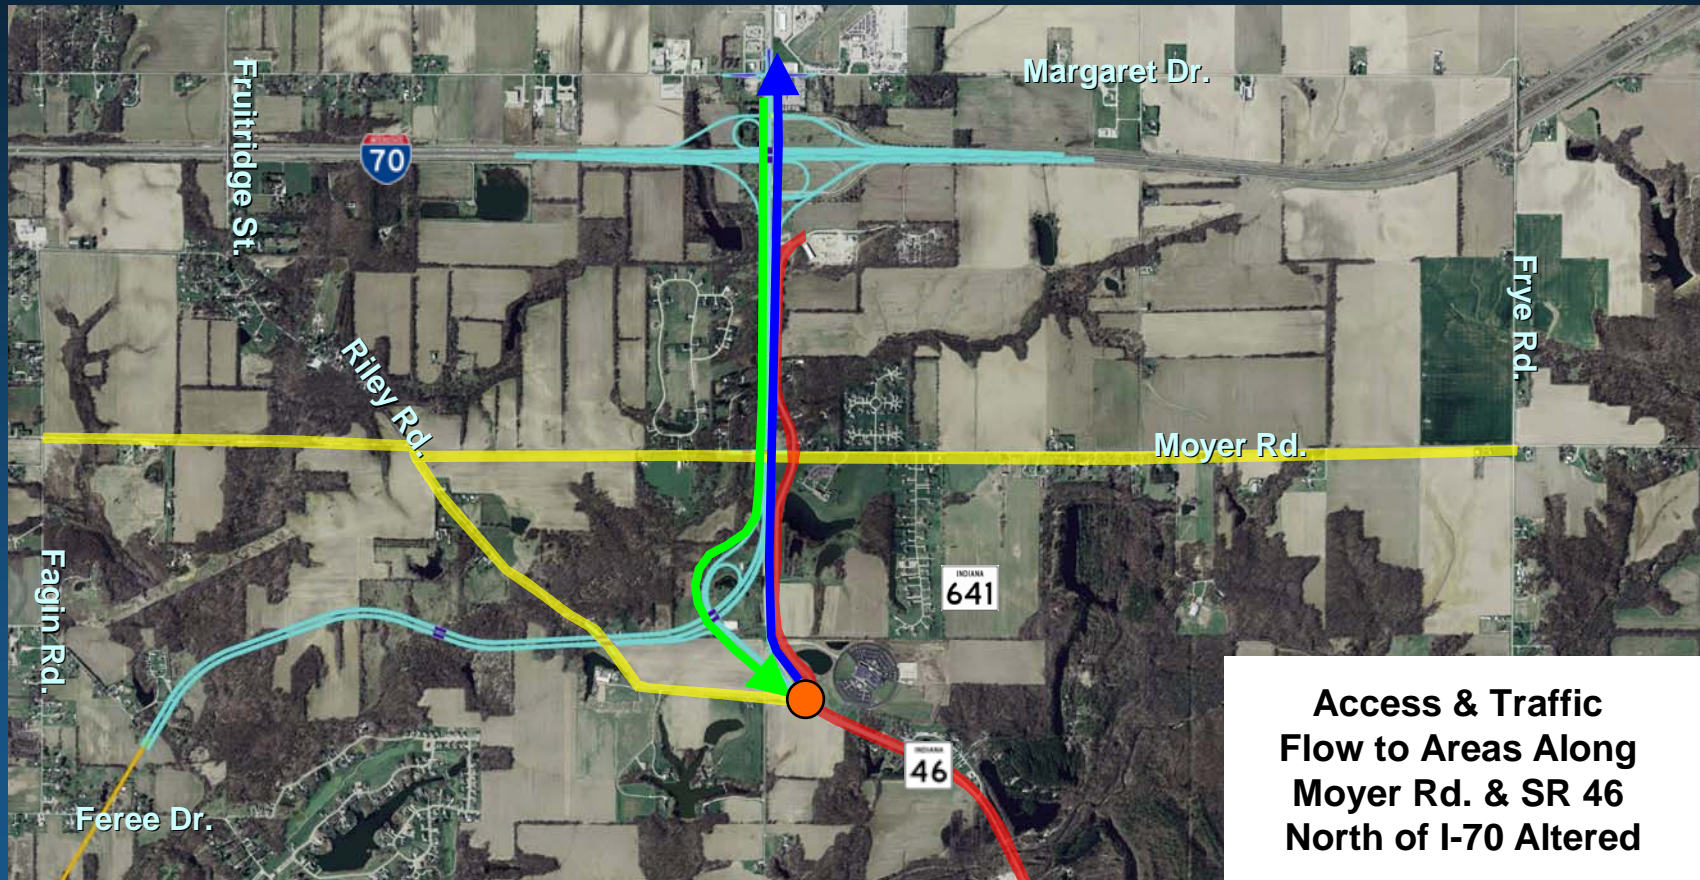 Margaret Dr.
Fruitridge St.
70
Frye Rd.
Riley Rd.
Moyer Rd.
Fagin Rd.
INDIANA
641
INDIANA
46
Feree Dr.
Access & Traffic
Flow to Areas Along
Moyer Rd. & SR 46
North of I-70 Altered